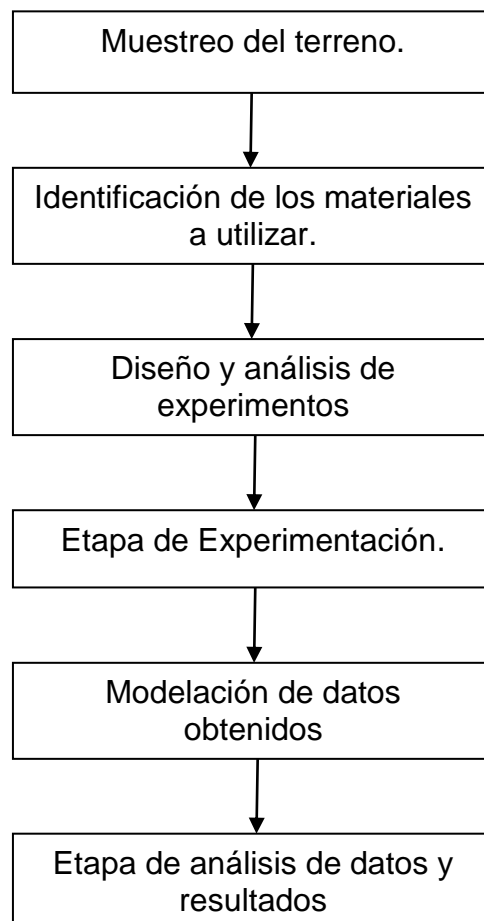 Muestreo del terreno.
Identificación de los materiales
a utilizar.
Diseño y análisis de
experimentos
Etapa de Experimentación.
Modelación de datos
obtenidos
Etapa de análisis de datos y
resultados